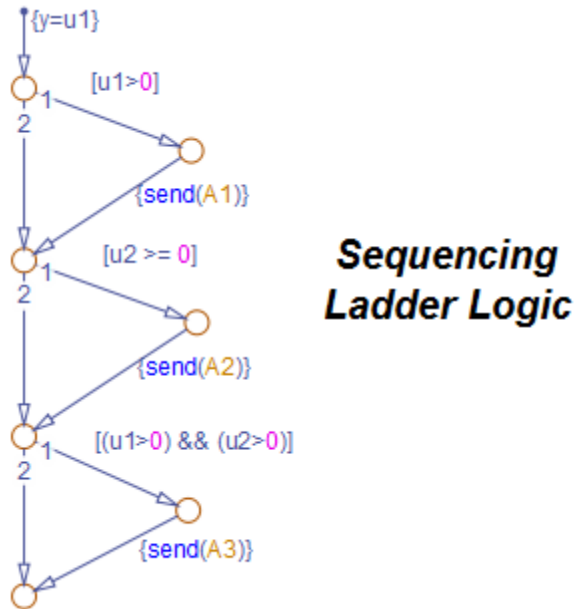 {y=u1}
[u1>0]
1
2
{send(A1)}
[u2 >= 0]
1
2
{send(A2)}
Sequencing
Ladder Logic
[(u1>0) && (u2>0)]
1
2
{send(A3)}